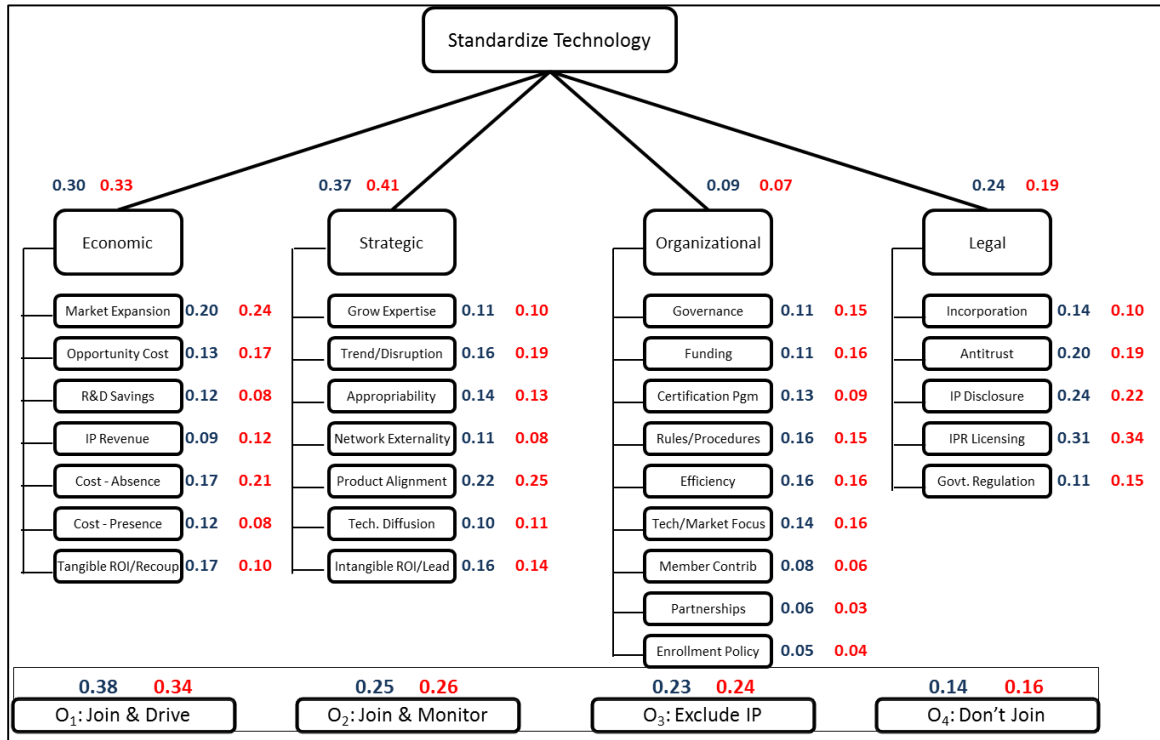 Standardize Technology
0.30 0.33
0.37 0.41
0.09 0.07
0.24 0.19
Economic
Market Expansion 0.20 0.24
Opportunity Cost 0.13 0.17
R&D Savings 0.12 0.08
IP Revenue 0.09 0.12
Cost - Absence 0.17 0.21
Cost - Presence 0.12 0.08
Tangible ROI/Recoup 0.17 0.10
Strategic
Grow Expertise 0.11 0.10
Trend/Disruption 0.16 0.19
Appropriability 0.14 0.13
Network Externality 0.11 0.08
Product Alignment 0.22 0.25
Tech. Diffusion 0.10 0.11
Intangible ROI/Lead 0.16 0.14
Organizational
Governance 0.11 0.15
Funding 0.11 0.16
Certification Pgm 0.13 0.09
Rules/Procedures 0.16 0.15
Efficiency 0.16 0.16
Tech/Market Focus 0.14 0.16
Member Contrib 0.08 0.06
Partnerships 0.06 0.03
Enrollment Policy 0.05 0.04
Legal
Incorporation 0.14 0.10
Antitrust 0.20 0.19
IP Disclosure 0.24 0.22
IPR Licensing 0.31 0.34
Govt. Regulation 0.11 0.15
0.38 0.34
O₁: Join & Drive
0.25 0.26
O₂: Join & Monitor
0.23 0.24
O₃: Exclude IP
0.14 0.16
O₄: Don't Join